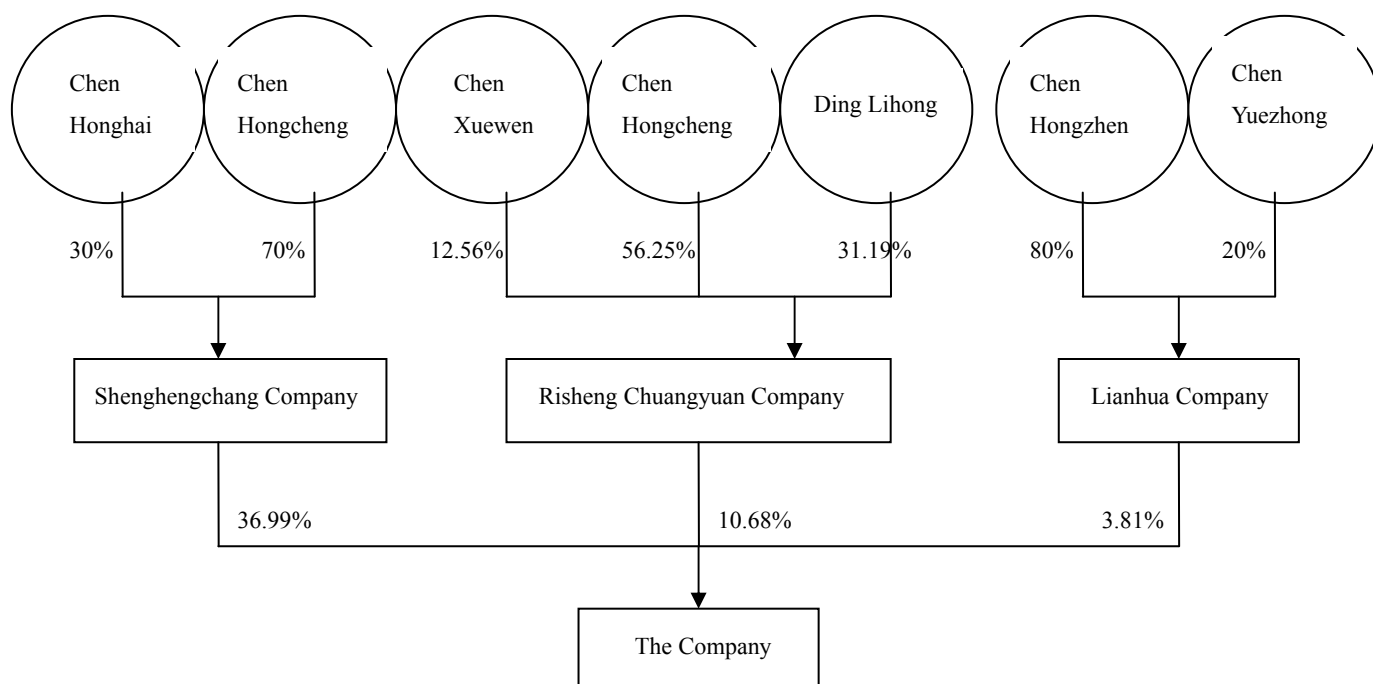 Chen
Honghai
Chen
Hongcheng
Chen
Xuewen
Chen
Hongcheng
Ding Lihong
Chen
Hongzhen
Chen
Yuezhong
30%
70%
12.56%
56.25%
31.19%
80%
20%
Shenghengchang Company
Risheng Chuangyuan Company
Lianhua Company
36.99%
10.68%
3.81%
The Company